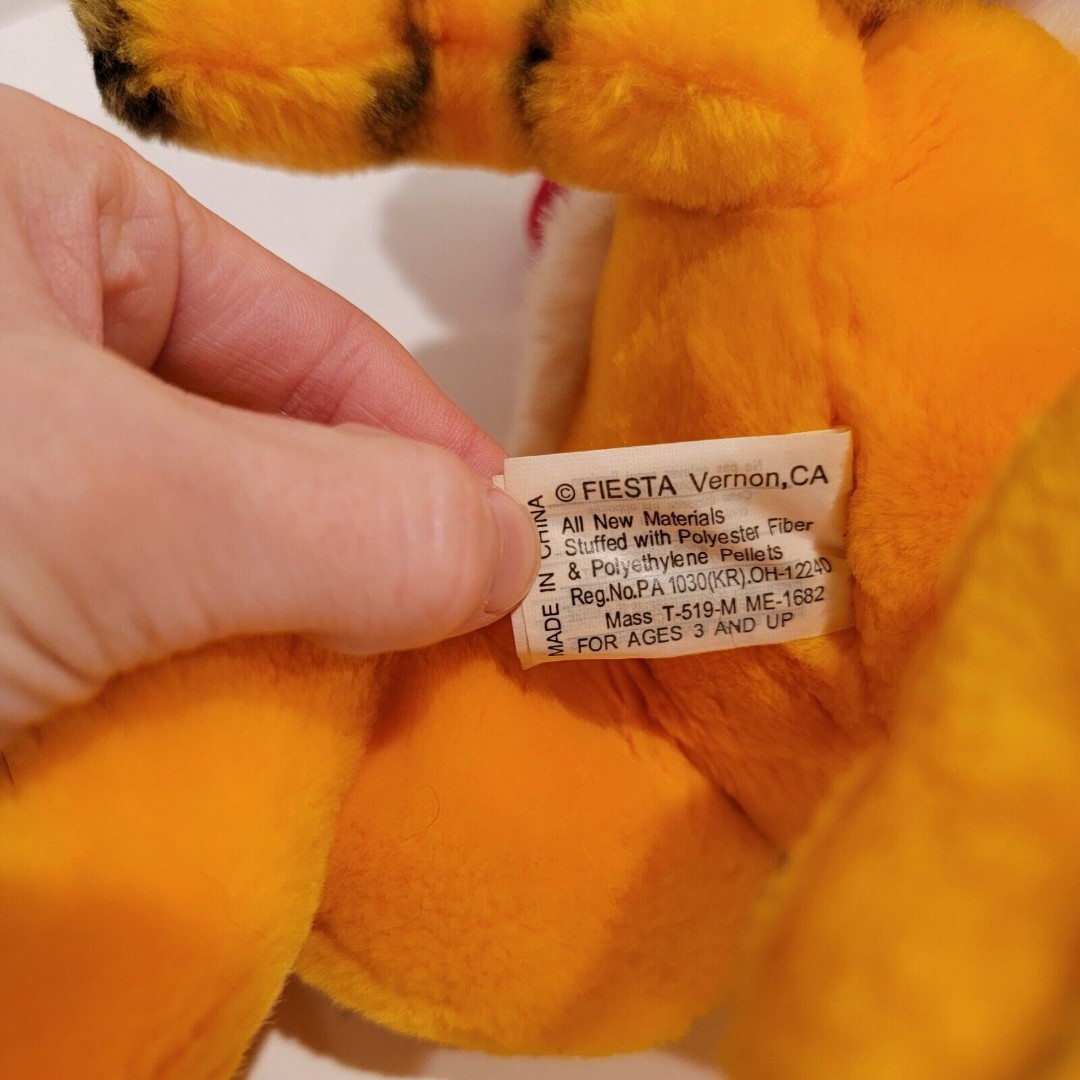 © FIESTA Vernon,CA
All New Materials
Stuffed with Polyester Fiber
& Polyethylene Pellets
Reg.No.PA 1030(KR).OH-12240
Mass T-519-M ME-1682
FOR AGES 3 AND UP
MADE IN CHINA